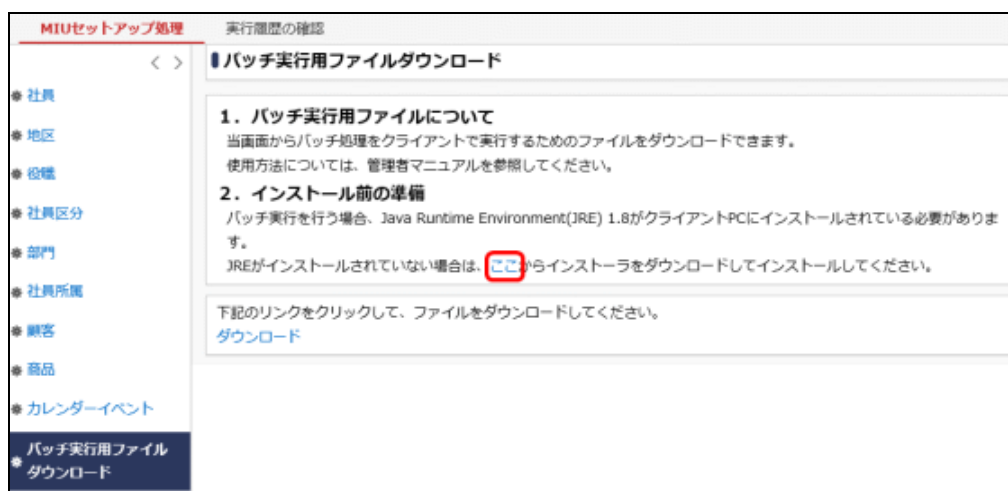 MIUセットアップ処理
実行履歴の確認
< >
社員
地区
役職
社員区分
部門
社員所属
顧客
商品
カレンダーイベント
バッチ実行用ファイル
ダウンロード
バッチ実行用ファイルダウンロード
1．バッチ実行用ファイルについて
当画面からバッチ処理をクライアントで実行するためのファイルをダウンロードできます。
使用方法については、管理者マニュアルを参照してください。
2．インストール前の準備
バッチ実行を行う場合、Java Runtime Environment(JRE) 1.8がクライアントPCにインストールされている必要がありま
す。
JREがインストールされていない場合は、ここからインストーラをダウンロードしてインストールしてください。
下記のリンクをクリックして、ファイルをダウンロードしてください。
ダウンロード